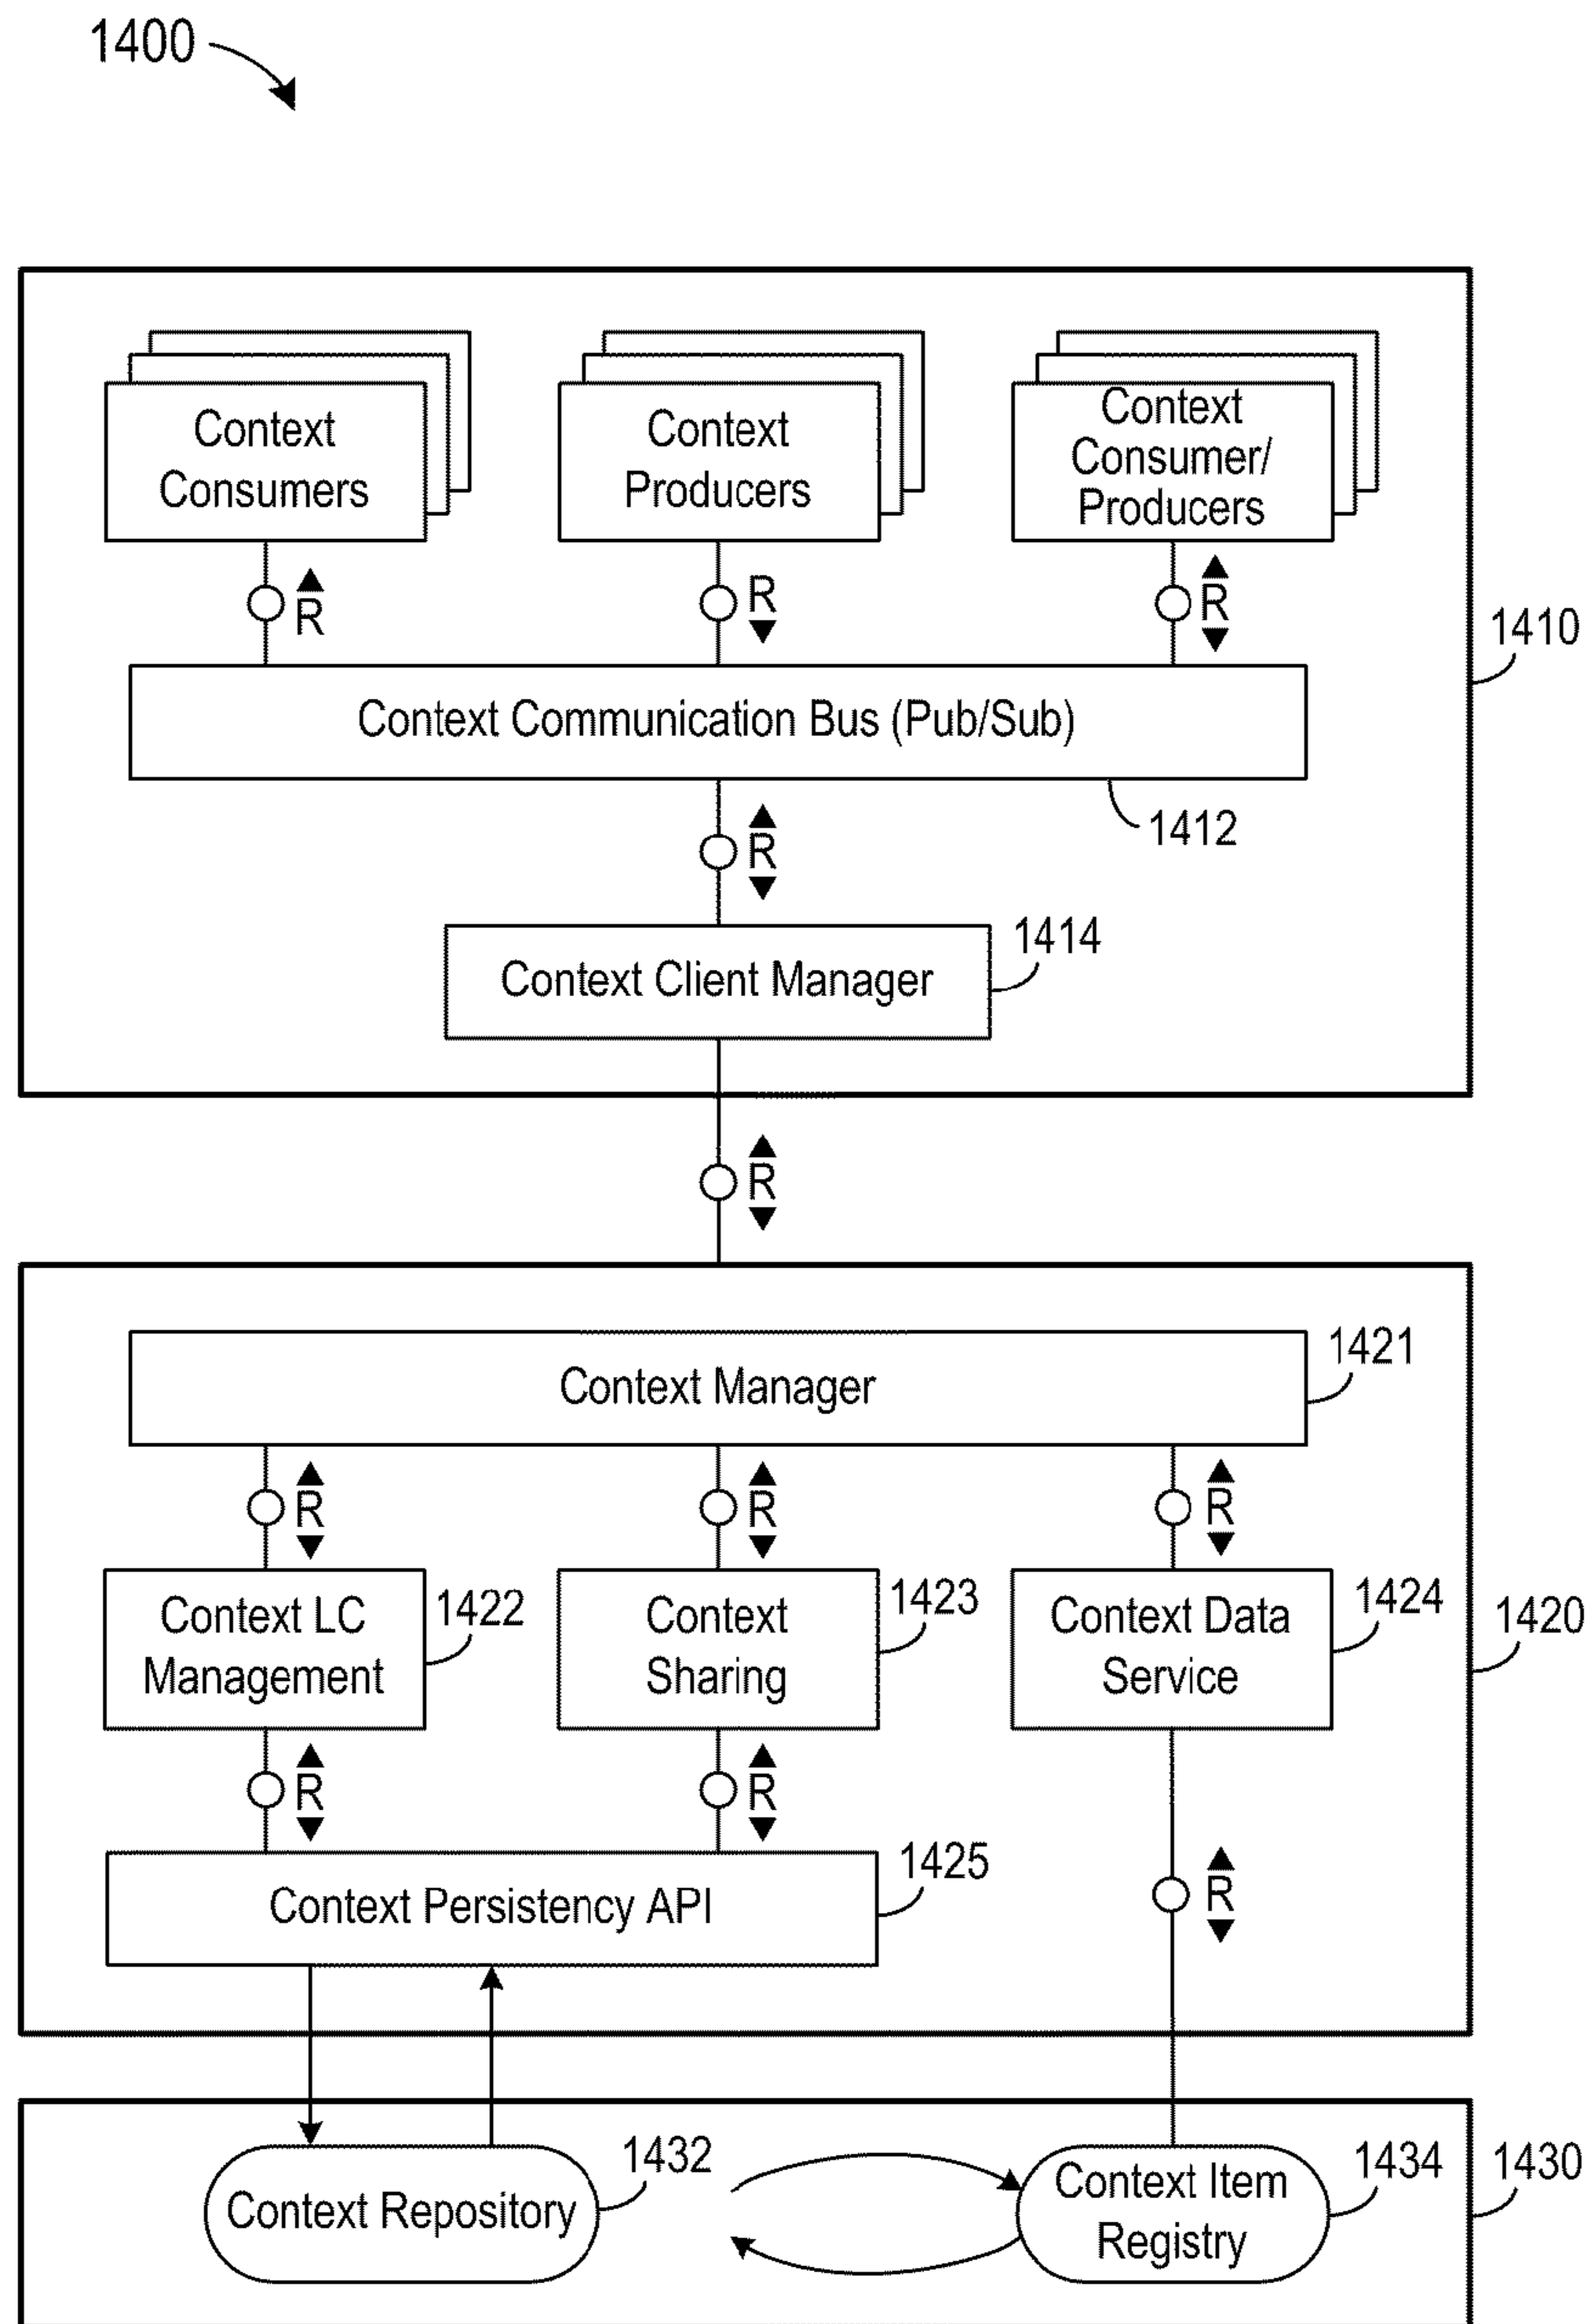 1400
Context
Consumers
Context
Producers
Context
Consumer/
Producers
R
R
R
1410
Context Communication Bus (Pub/Sub)
1412
R
1414
Context Client Manager
R
1421
Context Manager
R
R
R
Context LC
Management
1422
Context
Sharing
1423
Context Data
Service
1424
1420
R
R
1425
Context Persistency API
R
1432
Context Repository
Context Item
Registry
1434
1430